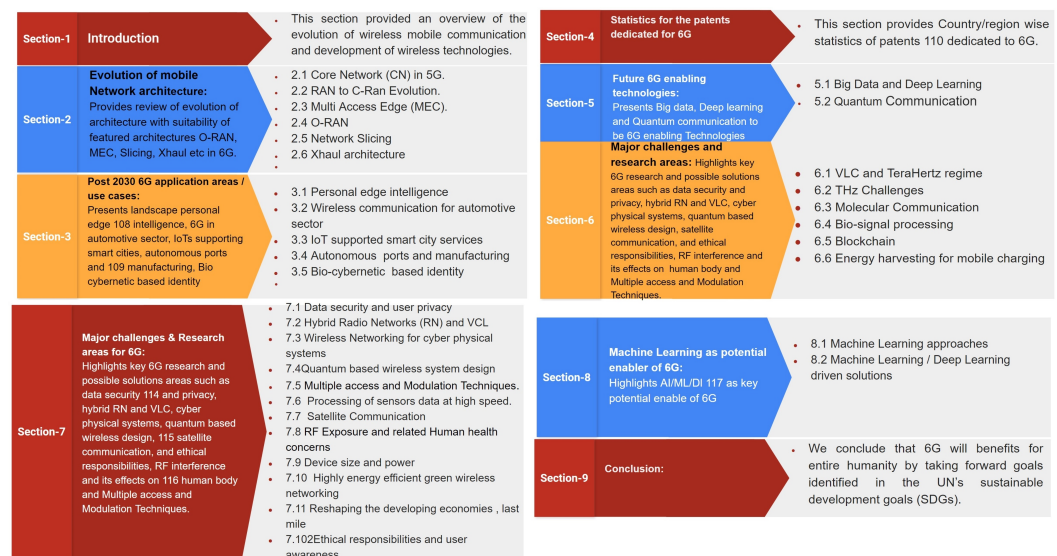 Section-1
Introduction
This section provided an overview of the
evolution of wireless mobile communication
and development of wireless technologies.
Section-2
Evolution of mobile
Network architecture:
Provides review of evolution of
architecture with suitability of
featured architectures O-RAN,
MEC, Slicing, Xhaul etc in 6G.
2.1 Core Network (CN) in 5G.
2.2 RAN to C-Ran Evolution.
2.3 Multi Access Edge (MEC).
2.4 O-RAN
2.5 Network Slicing
2.6 Xhaul architecture
Section-3
Post 2030 6G application areas /
use cases:
Presents landscape personal
edge 108 intelligence, 6G in
automotive sector, IoTs supporting
smart cities, autonomous ports
and 109 manufacturing, Bio
cybernetic based identity
3.1 Personal edge intelligence
3.2 Wireless communication for automotive
sector
3.3 IoT supported smart city services
3.4 Autonomous ports and manufacturing
3.5 Bio-cybernetic based identity
Section-4
Statistics for the patents
dedicated for 6G
This section provides Country/region wise
statistics of patents 110 dedicated to 6G.
Section-5
Future 6G enabling
technologies:
Presents Big data, Deep learning
and Quantum communication to
be 6G enabling Technologies
5.1 Big Data and Deep Learning
5.2 Quantum Communication
Section-6
Major challenges and
research areas: Highlights key
6G research and possible solutions
areas such as data security and
privacy, hybrid RN and VLC, cyber
physical systems, quantum based
wireless design, satellite
communication, and ethical
responsibilities, RF interference and
its effects on human body and
Multiple access and Modulation
Techniques.
6.1 VLC and TeraHertz regime
6.2 THz Challenges
6.3 Molecular Communication
6.4 Bio-signal processing
6.5 Blockchain
6.6 Energy harvesting for mobile charging
Section-7
Major challenges & Research
areas for 6G:
Highlights key 6G research and
possible solutions areas such as
data security 114 and privacy,
hybrid RN and VLC, cyber
physical systems, quantum based
wireless design, 115 satellite
communication, and ethical
responsibilities, RF interference
and its effects on 116 human body
and Multiple access and
Modulation Techniques.
7.1 Data security and user privacy
7.2 Hybrid Radio Networks (RN) and VCL
7.3 Wireless Networking for cyber physical
systems
7.4Quantum based wireless system design
7.5 Multiple access and Modulation Techniques.
7.6 Processing of sensors data at high speed.
7.7 Satellite Communication
7.8 RF Exposure and related Human health
concerns
7.9 Device size and power
7.10 Highly energy efficient green wireless
networking
7.11 Reshaping the developing economies , last
mile
7.102Ethical responsibilities and user
awareness
Section-8
Machine Learning as potential
enabler of 6G:
Highlights AI/ML/Dl 117 as key
potential enable of 6G
8.1 Machine Learning approaches
8.2 Machine Learning / Deep Learning
driven solutions
Section-9
Conclusion:
We conclude that 6G will benefits for
entire humanity by taking forward goals
identified in the UN's sustainable
development goals (SDGs).